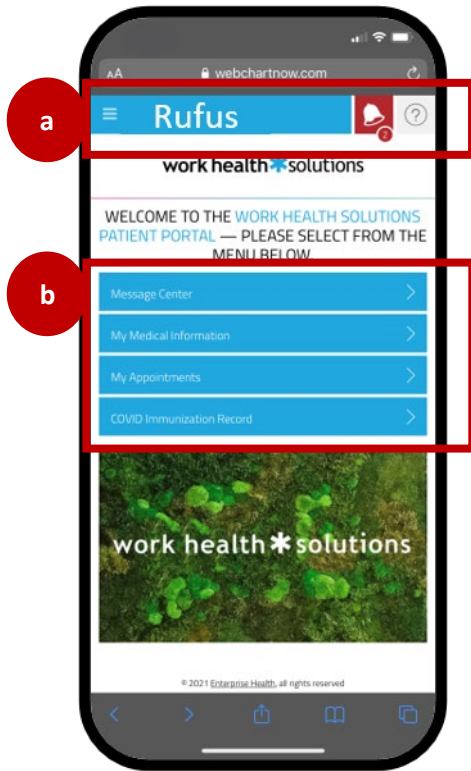 AA webchartnow.com
a
Rufus
2
?
work health✱solutions
WELCOME TO THE WORK HEALTH SOLUTIONS
PATIENT PORTAL — PLEASE SELECT FROM THE
MENU BELOW
b
Message Center
My Medical Information
My Appointments
COVID Immunization Record
work health✱solutions
© 2021 Enterprise Health, all rights reserved